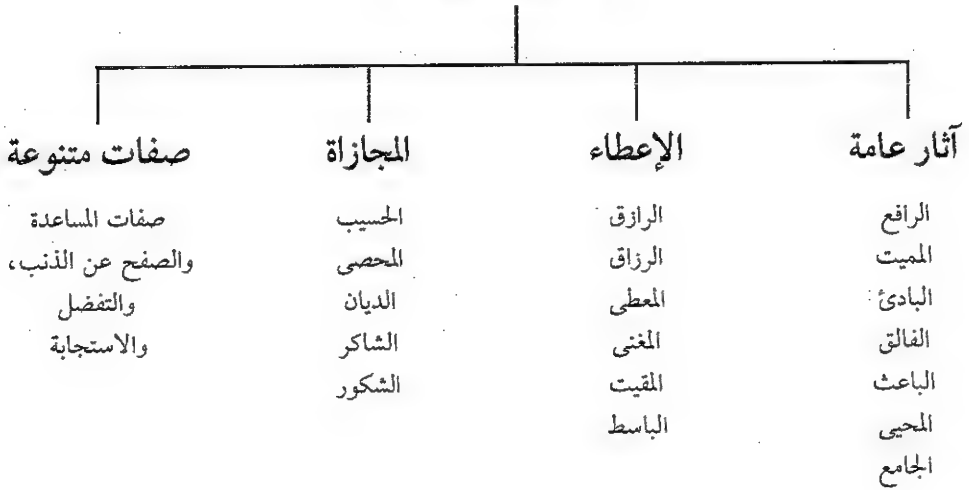 آثار عامة
الرافع
المميت
البادئ
الفالق
الباعث
المحيى
الجامع
الإعطاء
الرازق
الرزاق
المعطى
المغنى
المقيت
الباسط
المجازاة
الحسيب
المحصى
الديان
الشاكر
الشكور
صفات متنوعة
صفات المساعدة
والصفح عن الذنب،
والتفضل
والاستجابة